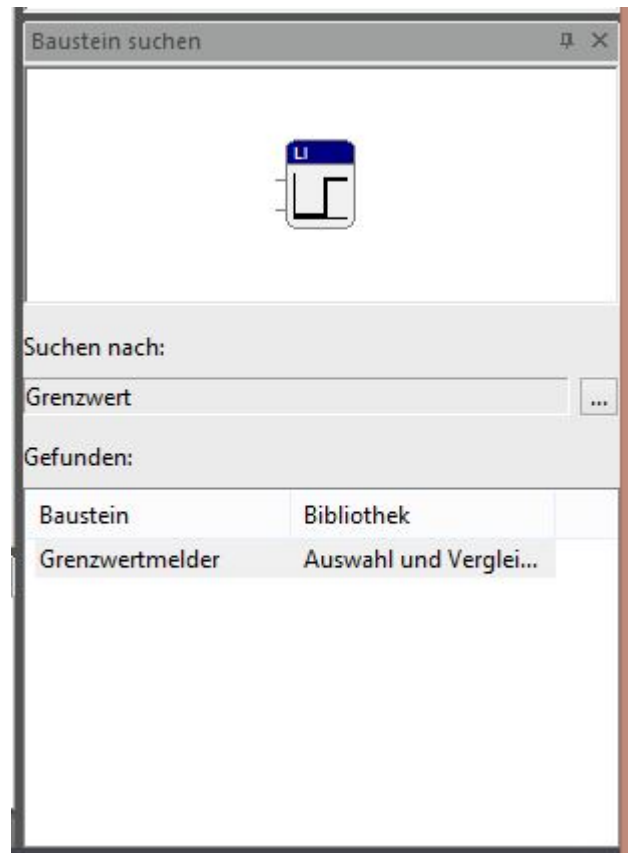 Baustein suchen
LI
Suchen nach:
Grenzwert
...
Gefunden:
Baustein Bibliothek
Grenzwertmelder Auswahl und Verglei...